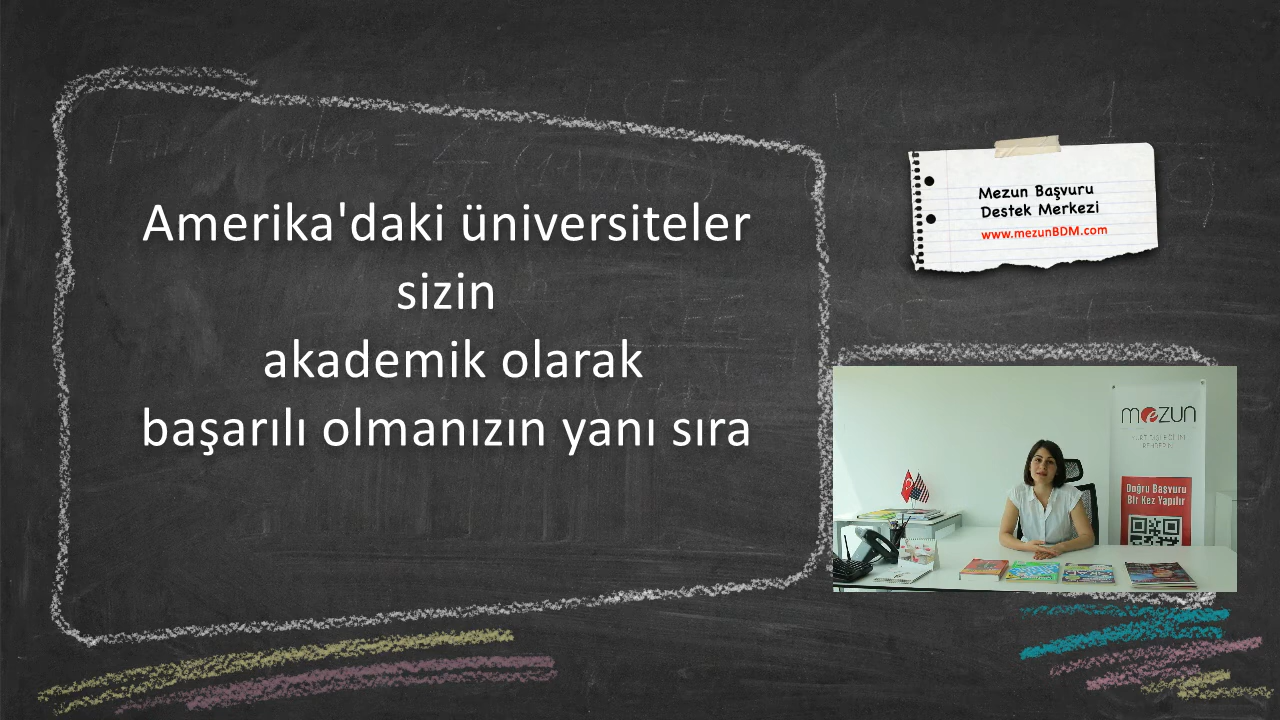 Amerika'daki üniversiteler
sizin
akademik olarak
başarılı olmanızın yanı sıra
Mezun Başvuru
Destek Merkezi
www.mezunBDM.com
mezun
Doğru Başvuru
Bir Kez Yapılır